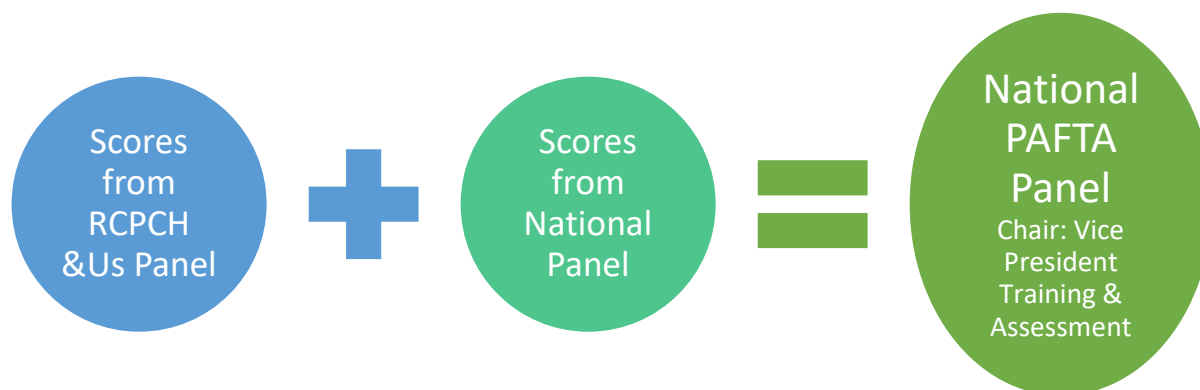 Scores
from
RCPCH
&Us Panel
Scores
from
National
Panel
National
PAFTA
Panel
Chair: Vice
President
Training &
Assessment